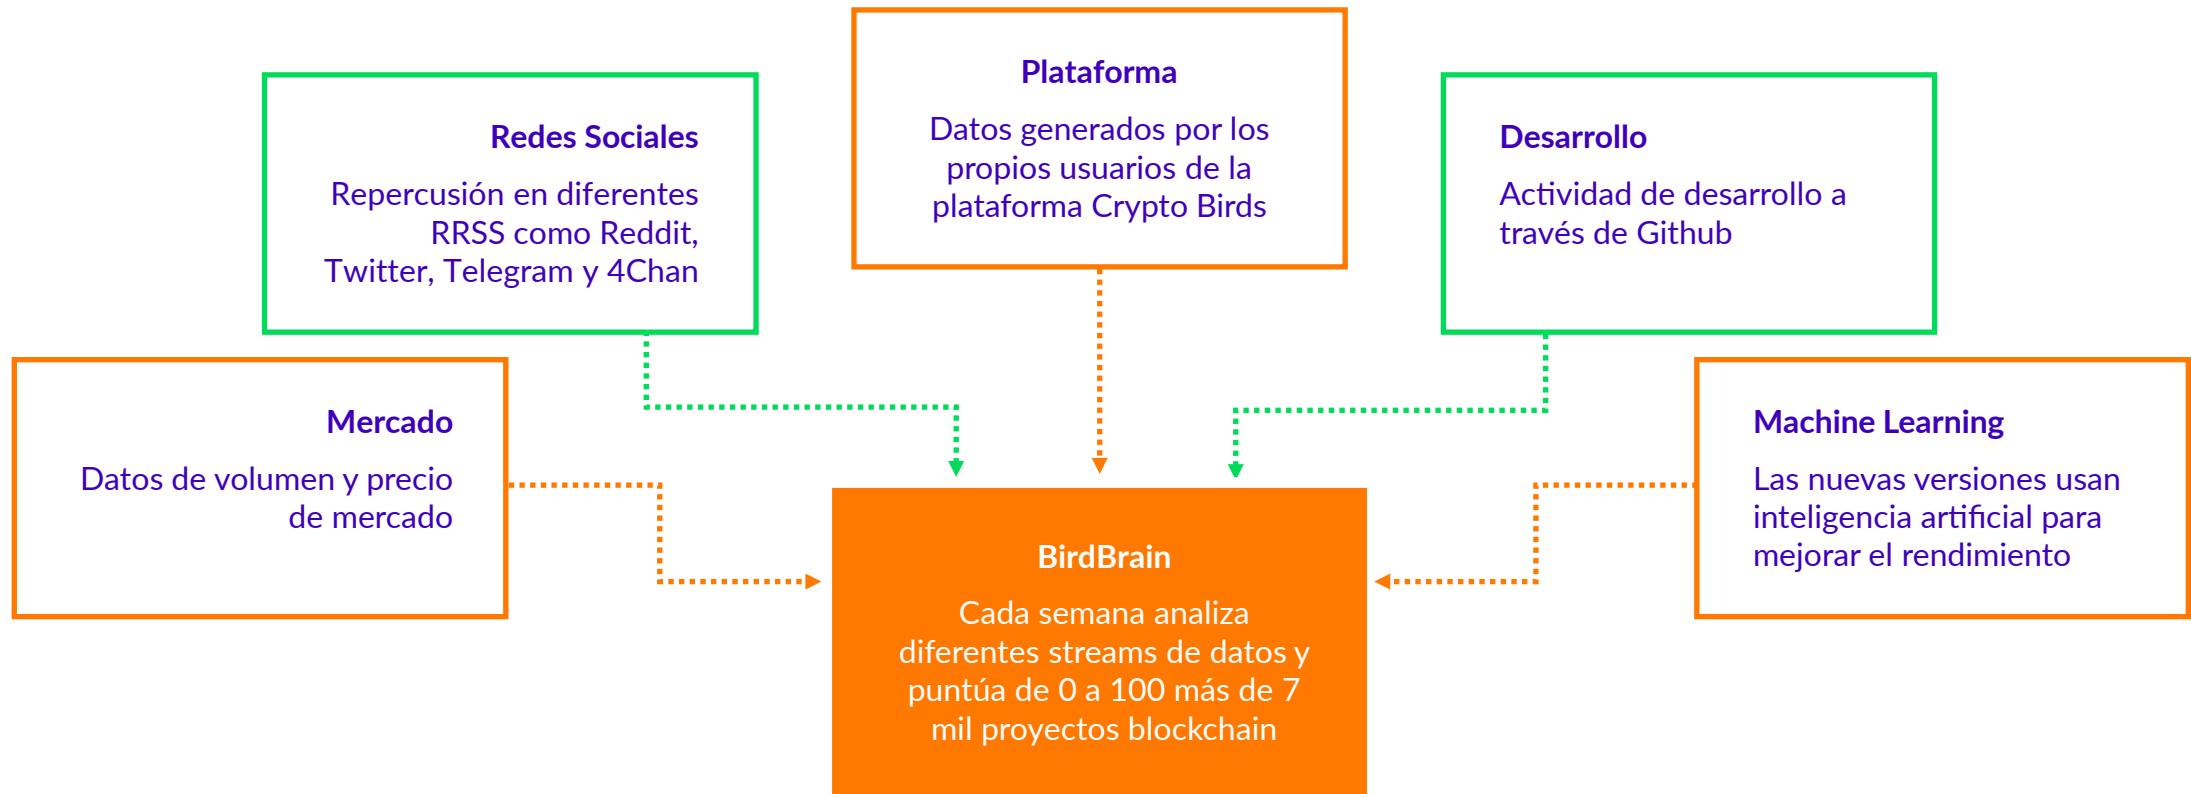 Plataforma
Datos generados por los
propios usuarios de la
plataforma Crypto Birds
Redes Sociales
Repercusión en diferentes
RRSS como Reddit,
Twitter, Telegram y 4Chan
Desarrollo
Actividad de desarrollo a
través de Github
Mercado
Datos de volumen y precio
de mercado
Machine Learning
Las nuevas versiones usan
inteligencia artificial para
mejorar el rendimiento
BirdBrain
Cada semana analiza
diferentes streams de datos y
puntúa de 0 a 100 más de 7
mil proyectos blockchain